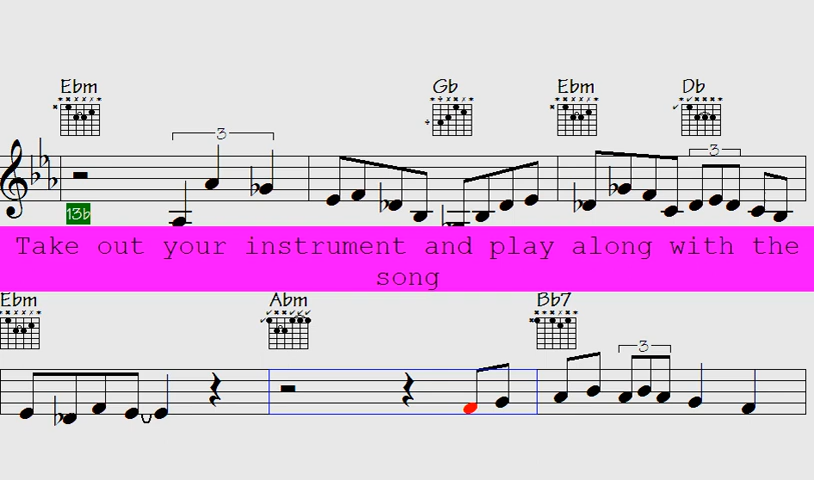 Ebm Gb Ebm Db
3 3
13b
Take out your instrument and play along with the
song
Ebm Abm Bb7
3